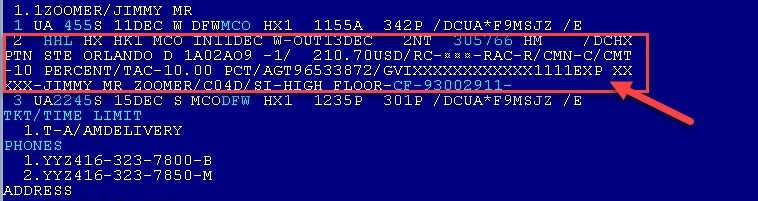 1.1ZOOMER/JIMMY MR
1 UA 455S 11DEC W DFWMCO HX1 1155A 342P /DCUA*F9MSJZ /E
2 HHL HX HK1 MCO IN11DEC W-OUT13DEC 2NT 305766 HM /DCHX
PTN STE ORLANDO D 1A02A09 -1/ 210.70USD/RC-***-RAC-R/CMN-C/CMT
-10 PERCENT/TAC-10.00 PCT/AGT96533872/GVIXXXXXXXXXXXX1111EXP XX
XXX-JIMMY MR ZOOMER/C04D/SI-HIGH FLOOR-CF-93002911-
3 UA2245S 15DEC S MCODFW HX1 1235P 301P /DCUA*F9MSJZ /E
TKT/TIME LIMIT
1.T-A/AMDELIVERY
PHONES
1.YYZ416-323-7800-B
2.YYZ416-323-7850-M
ADDRESS